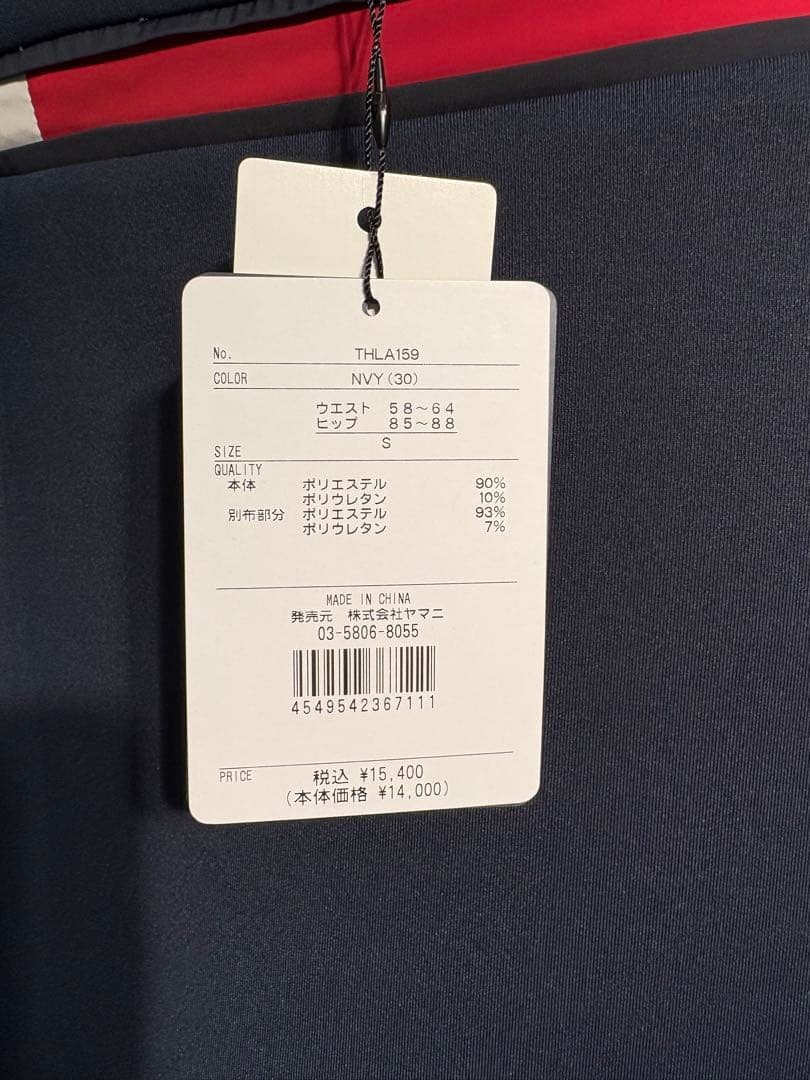 No. THLA159
COLOR NVY(30)
ウエスト 58～64
ヒップ 85～88
SIZE S
QUALITY
本体 ポリエステル 90%
ポリウレタン 10%
別布部分 ポリエステル 93%
ポリウレタン 7%
MADE IN CHINA
発売元 株式会社ヤマニ
03-5806-8055
4549542367111
PRICE 税込 ¥15,400
(本体価格 ¥14,000)